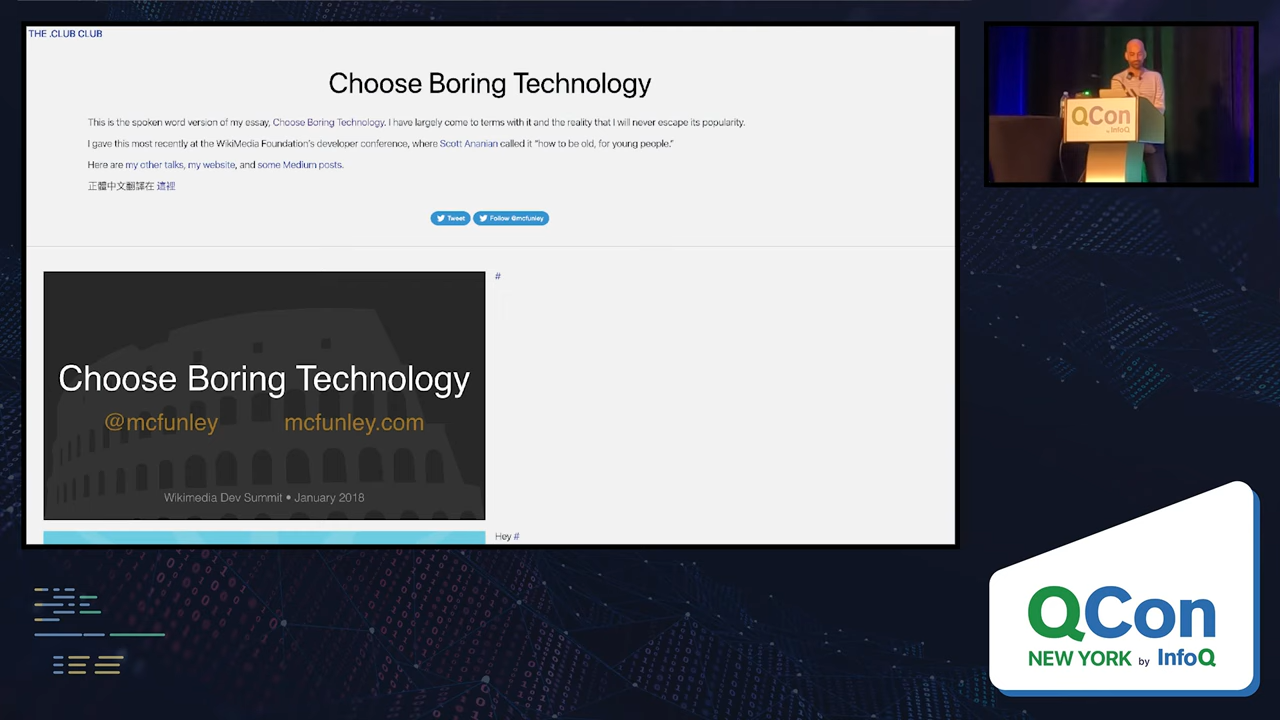 THE .CLUB CLUB
Choose Boring Technology
This is the spoken word version of my essay, Choose Boring Technology. I have largely come to terms with it and the reality that I will never escape its popularity.
I gave this most recently at the WikiMedia Foundation's developer conference, where Scott Ananian called it "how to be old, for young people."
Here are my other talks, my website, and some Medium posts.
正體中文翻譯在 這裡
Tweet
Follow @mcfunley
#
Choose Boring Technology
@mcfunley mcfunley.com
Wikimedia Dev Summit • January 2018
Hey #
QCon
by InfoQ
QCon
NEW YORK by InfoQ